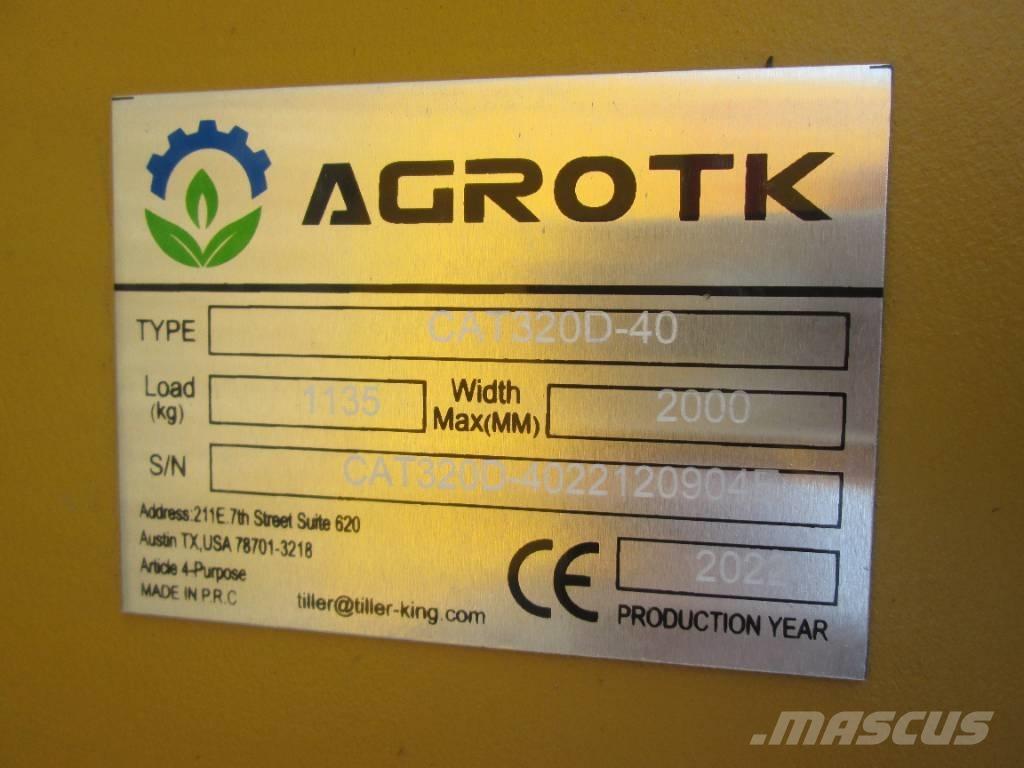 AGROTK
TYPE CAT320D-40
Load (kg) 1135 Width Max(MM) 2000
S/N
Address:211E.7th Street Suite 620
Austin TX,USA 78701-3218
Article 4-Purpose
MADE IN P.R.C
tiller@tiller-king.com
CE
2022
PRODUCTION YEAR
.MASCUS